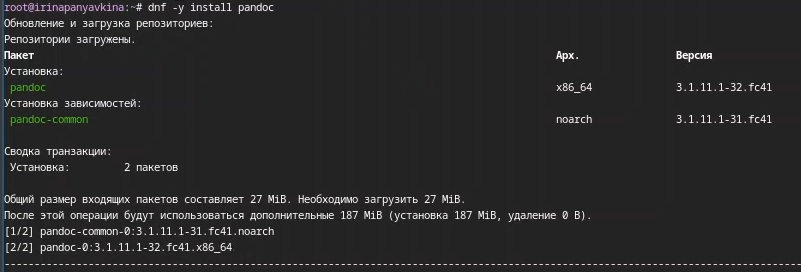 root@irinapanyavkina:~# dnf -y install pandoc
Обновление и загрузка репозиториев:
Репозитории загружены.
Пакет Арх. Версия
Установка:
pandoc x86_64 3.1.11.1-32.fc41
Установка зависимостей:
pandoc-common noarch 3.1.11.1-31.fc41
Сводка транзакции:
Установка: 2 пакетов
Общий размер входящих пакетов составляет 27 MiB. Необходимо загрузить 27 MiB.
После этой операции будут использоваться дополнительные 187 MiB (установка 187 MiB, удаление 0 B).
[1/2] pandoc-common-0:3.1.11.1-31.fc41.noarch
[2/2] pandoc-0:3.1.11.1-32.fc41.x86_64